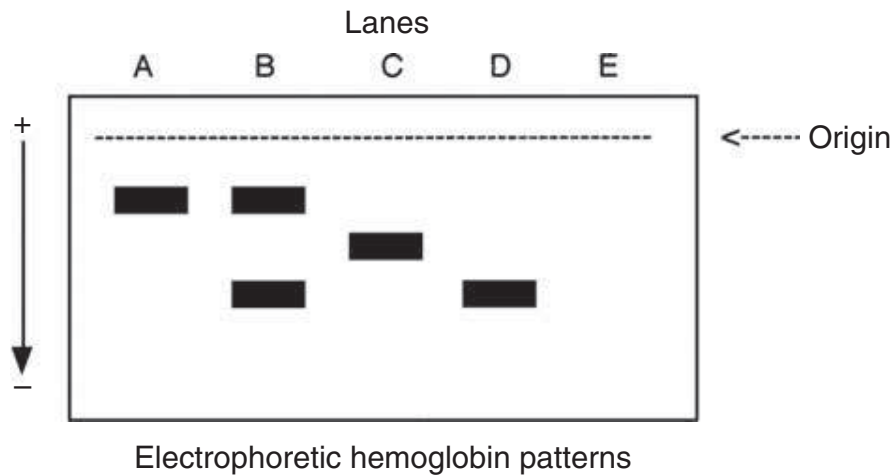 Lanes
A B C D E
+
Origin
–
Electrophoretic hemoglobin patterns